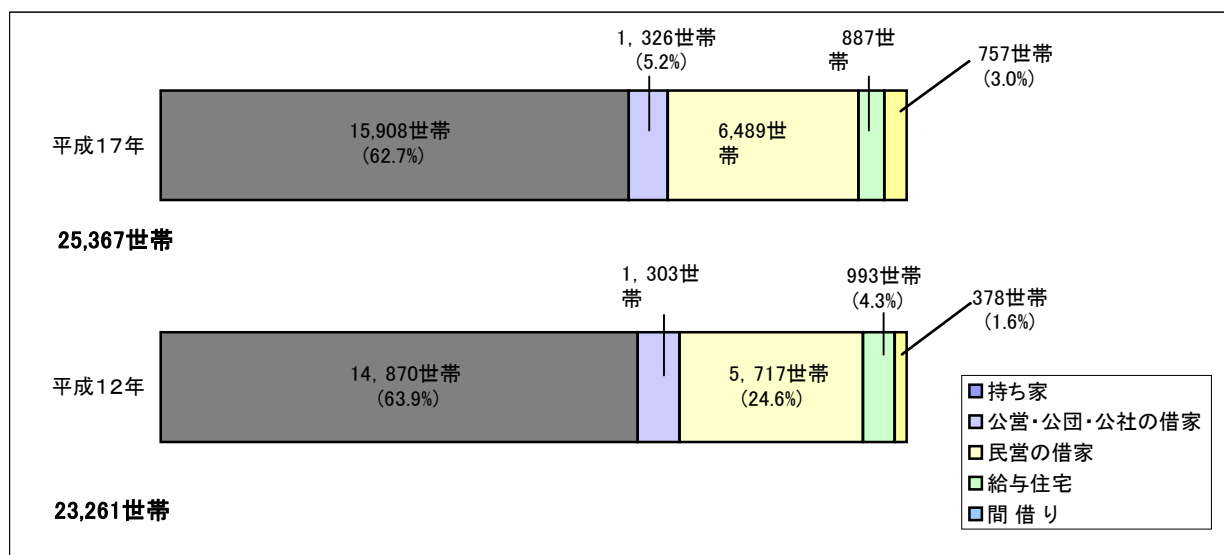 1，326世帯
(5.2%)
887世
帯
757世帯
(3.0%)
平成１７年
15,908世帯
(62.7%)
6,489世
帯
25,367世帯
1，303世
帯
993世帯
(4.3%)
378世帯
(1.6%)
平成１２年
14，870世帯
(63.9%)
5，717世帯
(24.6%)
持ち家
公営・公団・公社の借家
民営の借家
給与住宅
間 借 り
23,261世帯